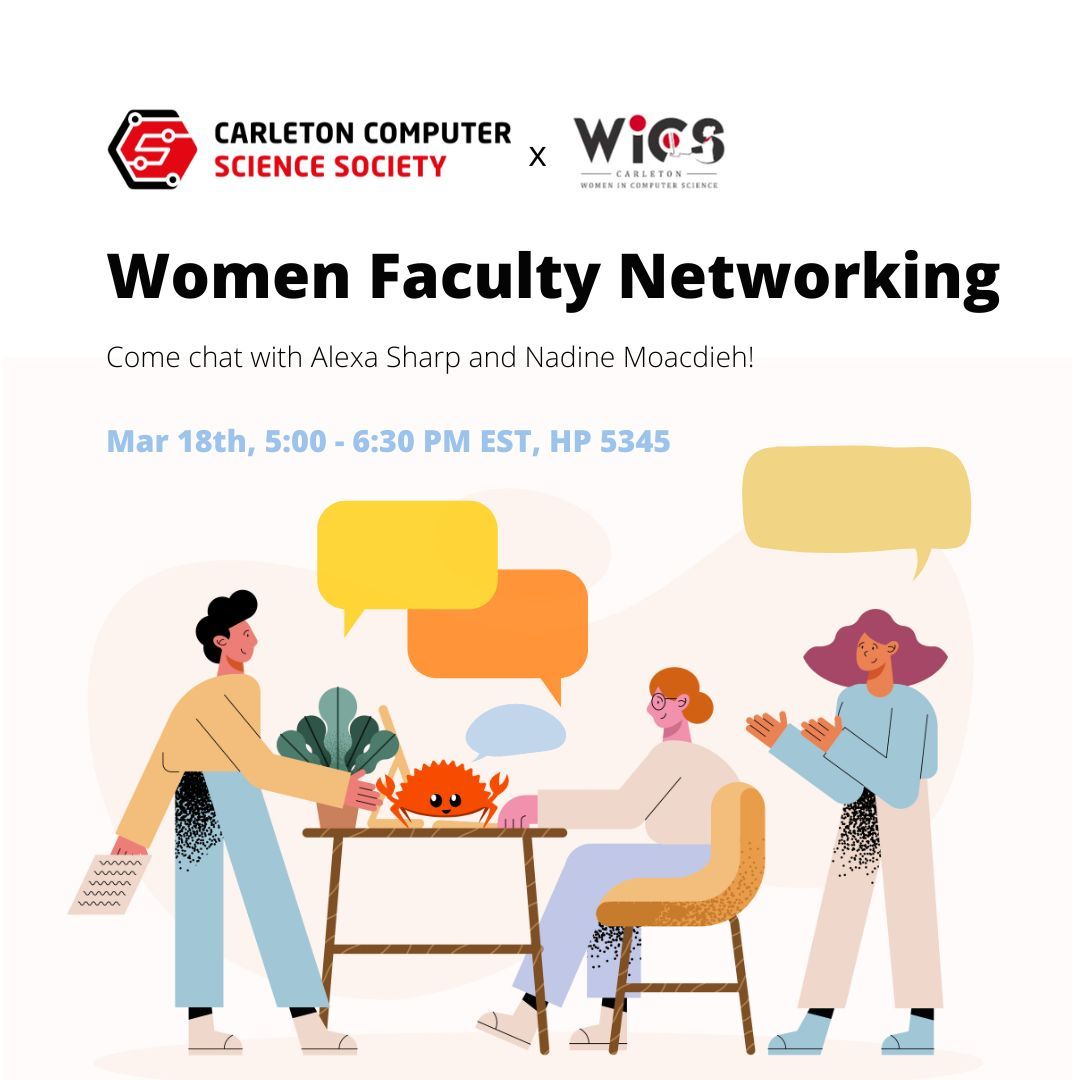 CARLETON COMPUTER
SCIENCE SOCIETY
x
WiCS
CARLETON
WOMEN IN COMPUTER SCIENCE
Women Faculty Networking
Come chat with Alexa Sharp and Nadine Moacdieh!
Mar 18th, 5:00 - 6:30 PM EST, HP 5345